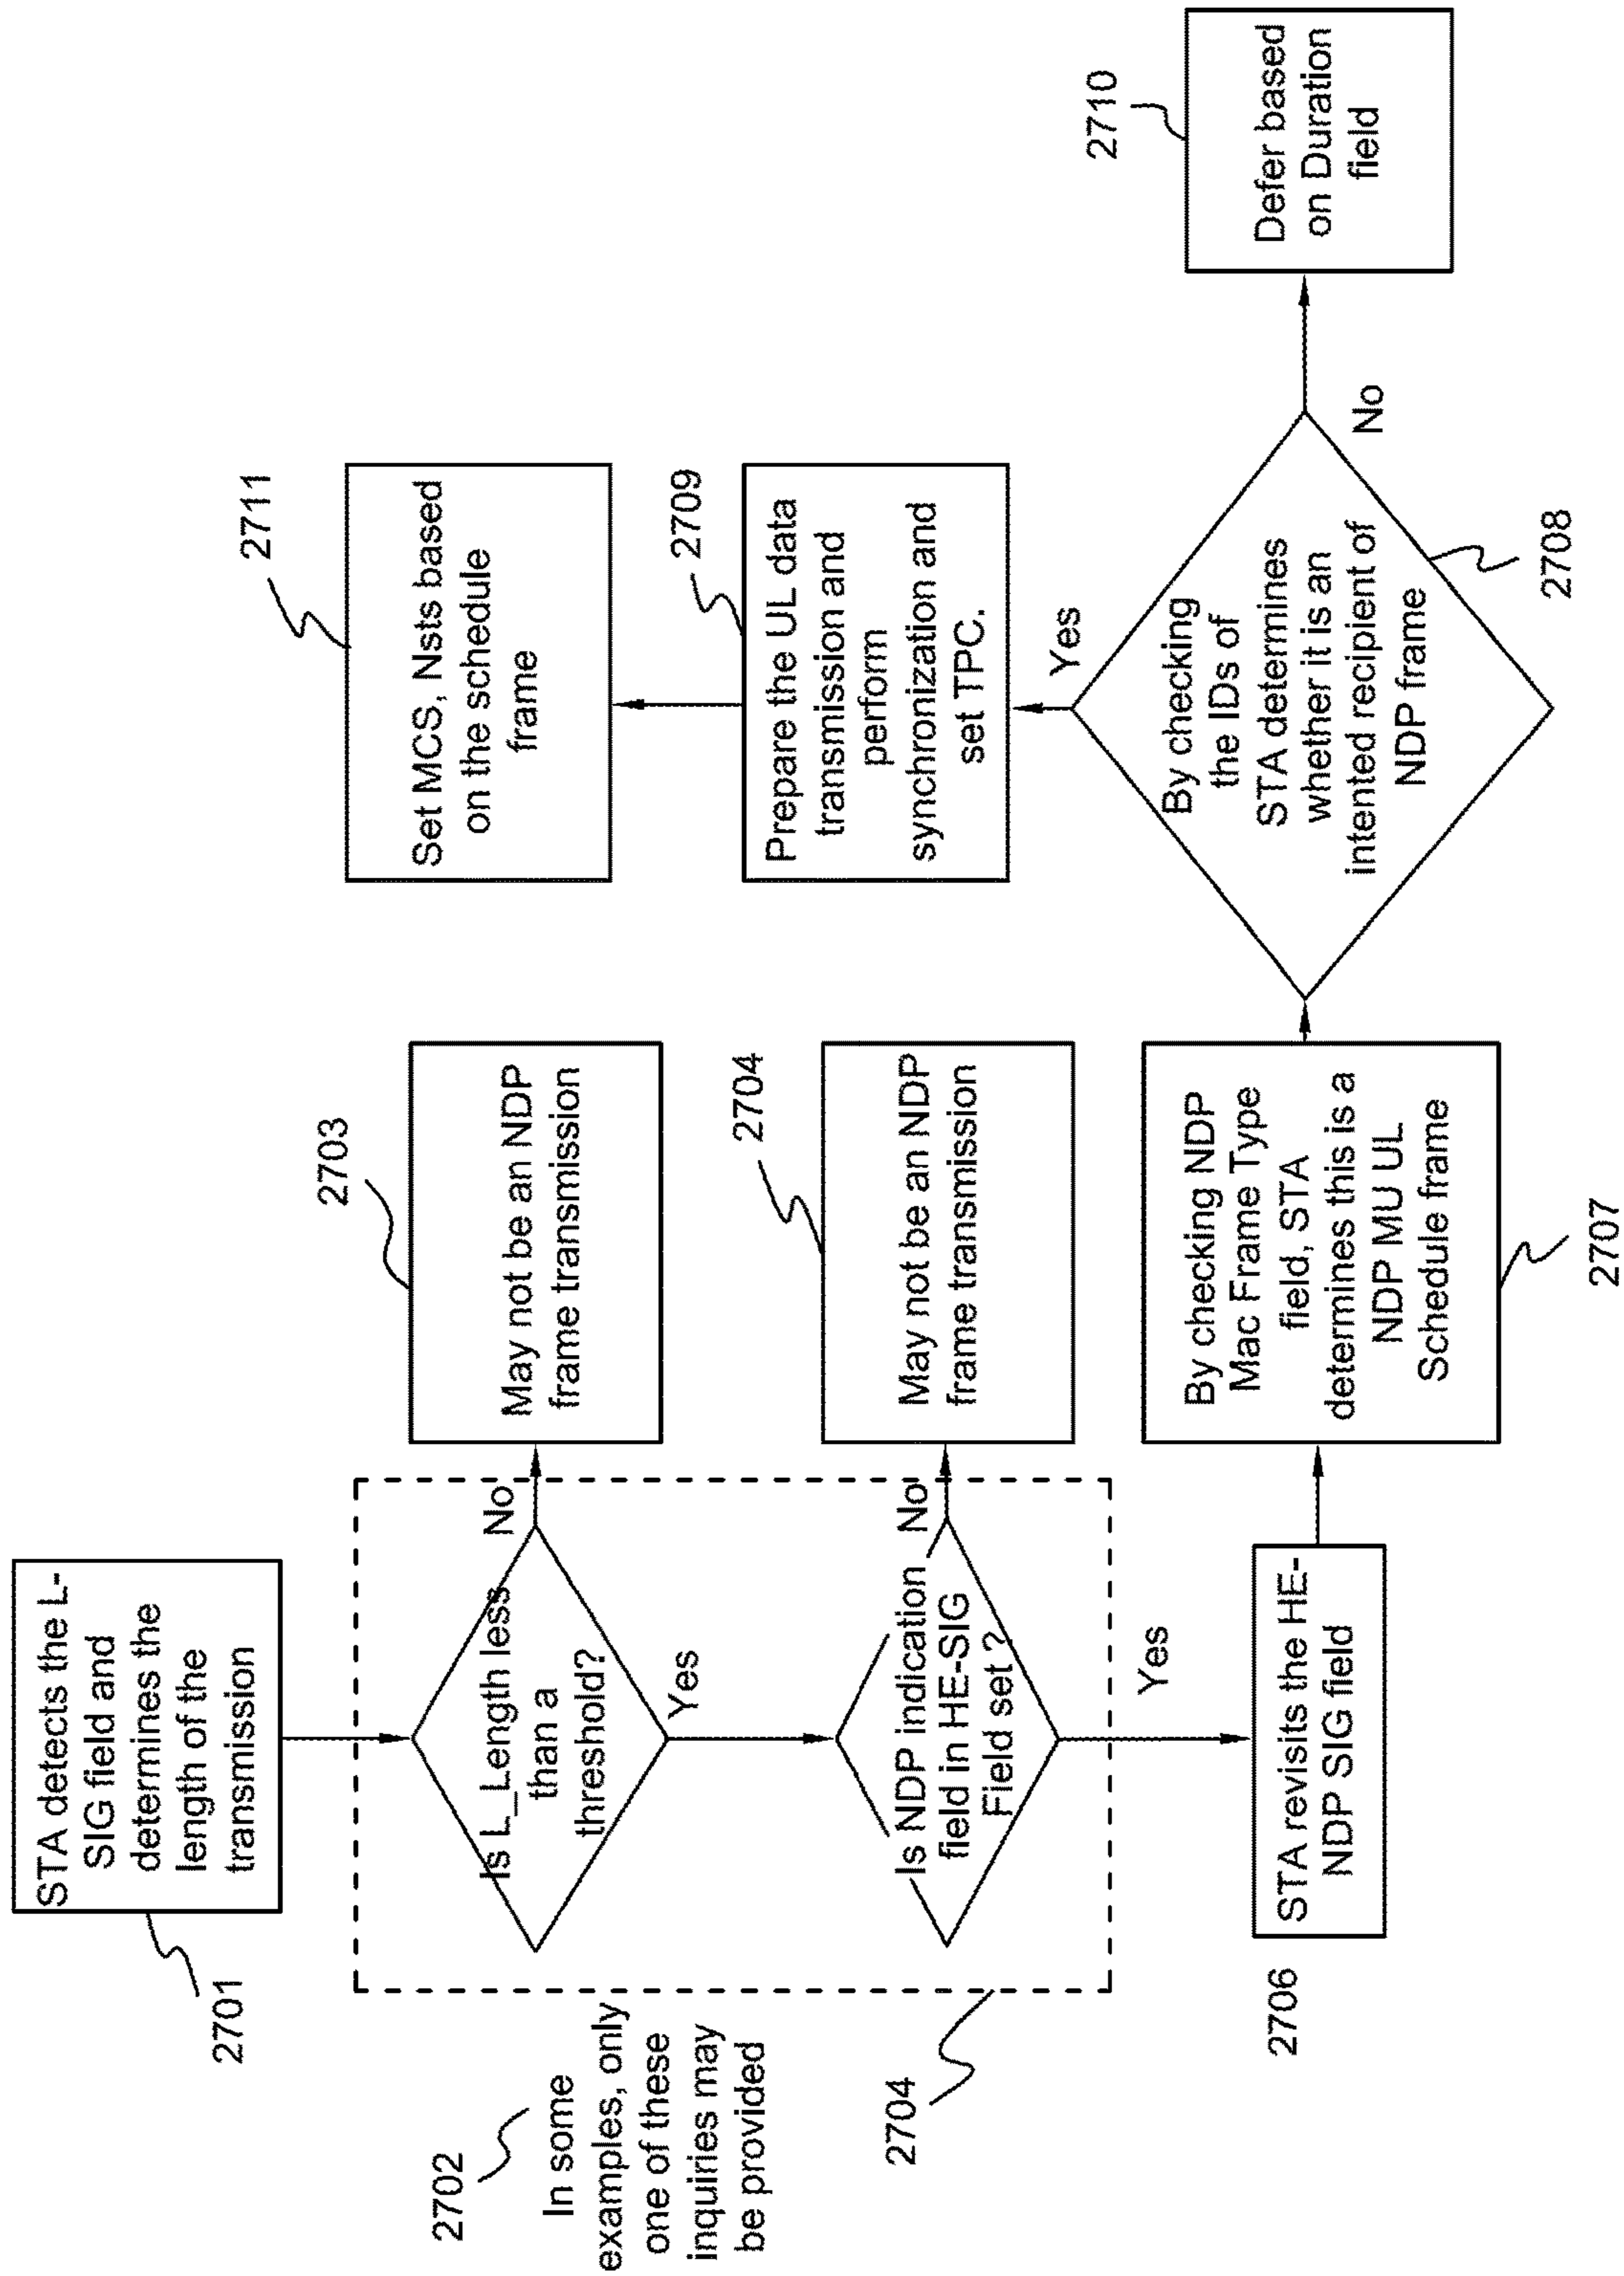 2701
STA detects the L-
SIG field and
determines the
length of the
transmission
2702
In some
examples, only
one of these
inquiries may
be provided
Is L_Length less
than a
threshold?
No
2703
May not be an NDP
frame transmission
Yes
2704
Is NDP indication
field in HE-SIG
Field set ?
No
2704
May not be an NDP
frame transmission
Yes
2706
STA revisits the HE-
NDP SIG field
2707
By checking NDP
Mac Frame Type
field, STA
determines this is a
NDP MU UL
Schedule frame
2708
By checking
the IDs of
STA determines
whether it is an
intented recipient of
NDP frame
Yes
2709
Prepare the UL data
transmission and
perform
synchronization and
set TPC.
2711
Set MCS, Nsts based
on the schedule
frame
No
2710
Defer based
on Duration
field